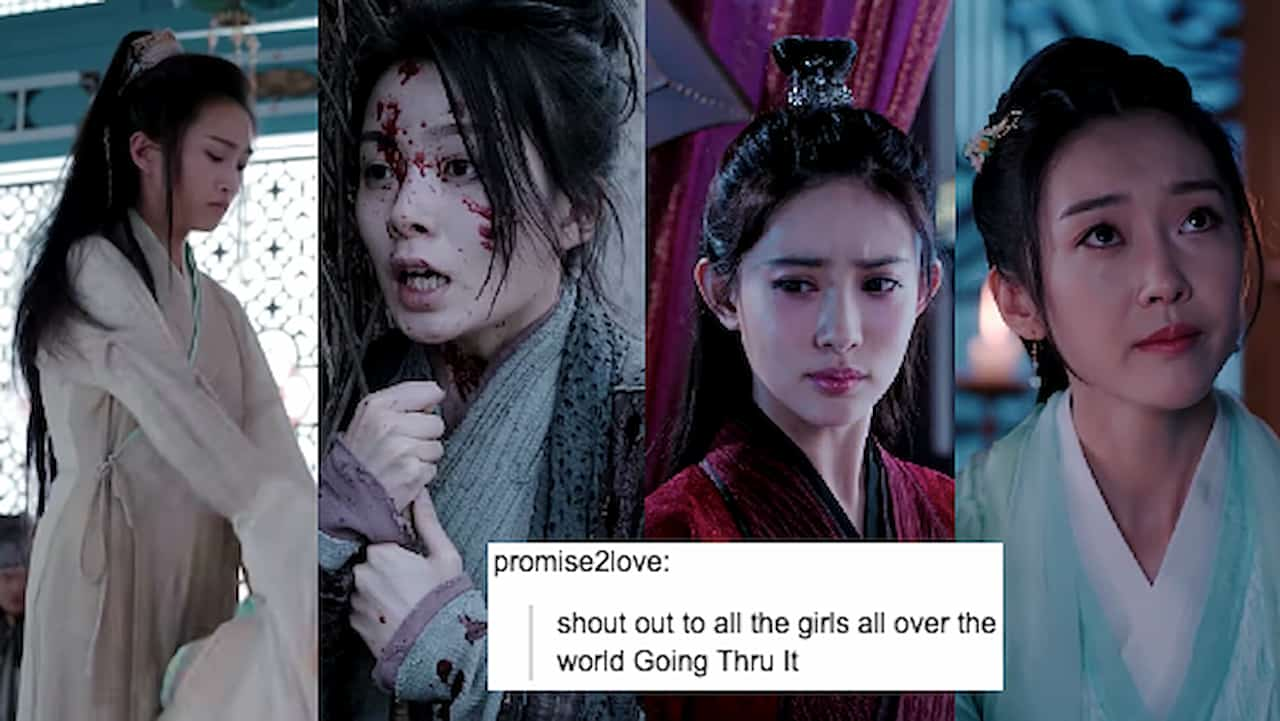 promise2love:
shout out to all the girls all over the
world Going Thru It